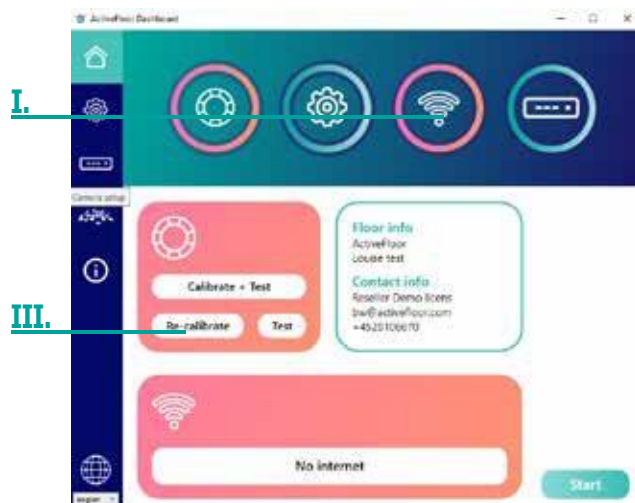 ActiveFloor Dashboard
I.
Camera setup
Floor info
ActiveFloor
Louise test
Contact info
Reseller Demo licens
bw@activefloor.com
Calibrate + Test
III.
Re-calibrate
Test
No internet
Start
English